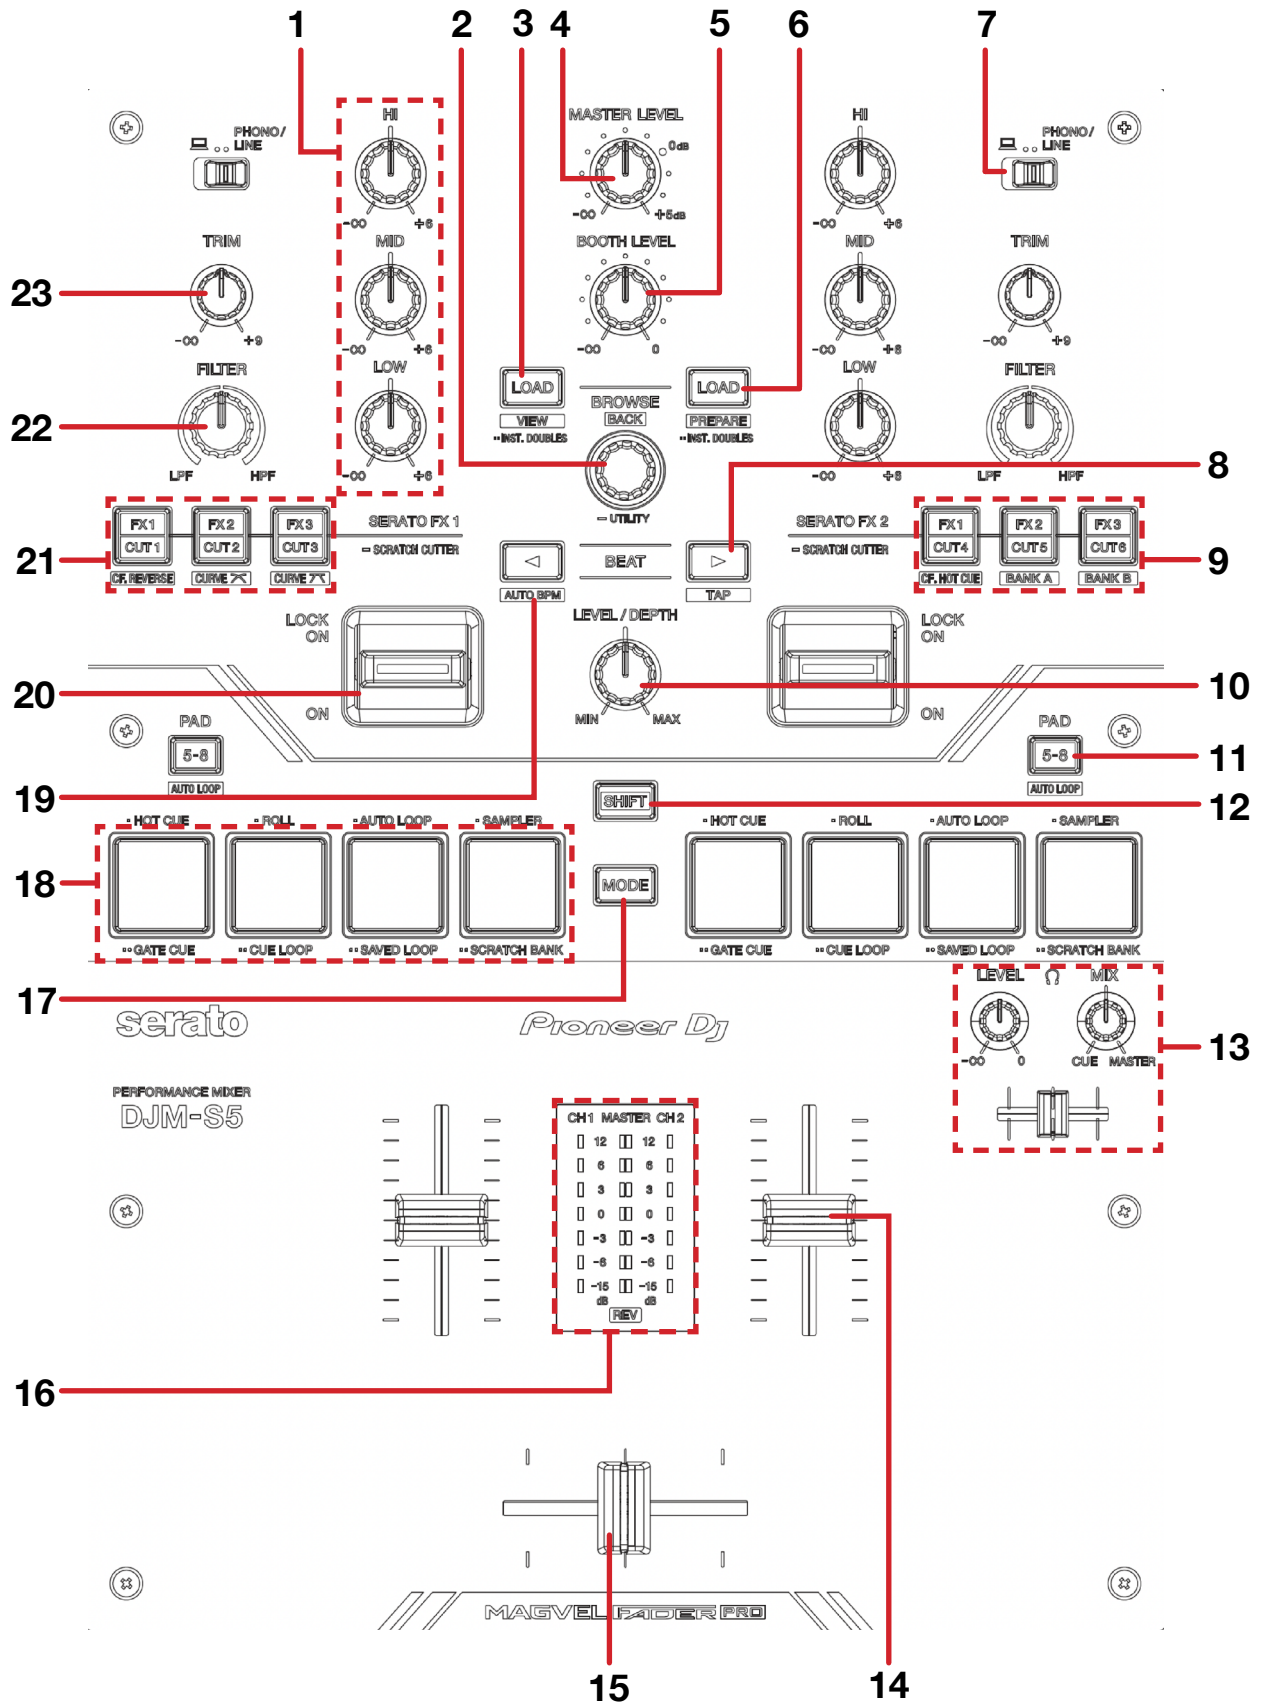 1 2 3 4 5 6 7
HI MASTER LEVEL HI
PHONO/ LINE
0dB
PHONO/ LINE
-∞ +6 -∞ +5dB -∞ +6
TRIM MID BOOTH LEVEL MID TRIM
23
-∞ +9 -∞ +6 -∞ 0 -∞ +6 -∞ +9
FILTER LOW LOAD LOAD LOW FILTER
BROWSE
BACK
VIEW PREPARE
INST. DOUBLES INST. DOUBLES
22
2
LPF HPF -∞ +6 -∞ +6 LPF HPF
8
- UTILITY
FX1 FX2 FX3 SERATO FX 1 SERATO FX 2 FX1 FX2 FX3
CUT1 CUT2 CUT3 - SCRATCH CUTTER - SCRATCH CUTTER CUT4 CUT5 CUT6
21 BEAT 9
CF. REVERSE CURVE CURVE AUTO BPM TAP CF. HOT CUE BANK A BANK B
LOCK ON LEVEL / DEPTH LOCK ON
20 10
ON MIN MAX ON
PAD PAD
5-8 5-8 11
AUTO LOOP AUTO LOOP
19 SHIFT 12
HOT CUE ROLL AUTO LOOP SAMPLER HOT CUE ROLL AUTO LOOP SAMPLER
18 MODE
GATE CUE CUE LOOP SAVED LOOP SCRATCH BANK GATE CUE CUE LOOP SAVED LOOP SCRATCH BANK
17 LEVEL MIX
serato Pioneer Dj
-∞ 0 CUE MASTER 13
PERFORMANCE MIXER
DJM-S5
CH1 MASTER CH2
12 12
6 6
3 3
0 0
-3 -3
-6 -6
-15 -15
dB dB
REV
16
MAGVEL FADER PRO
15 14